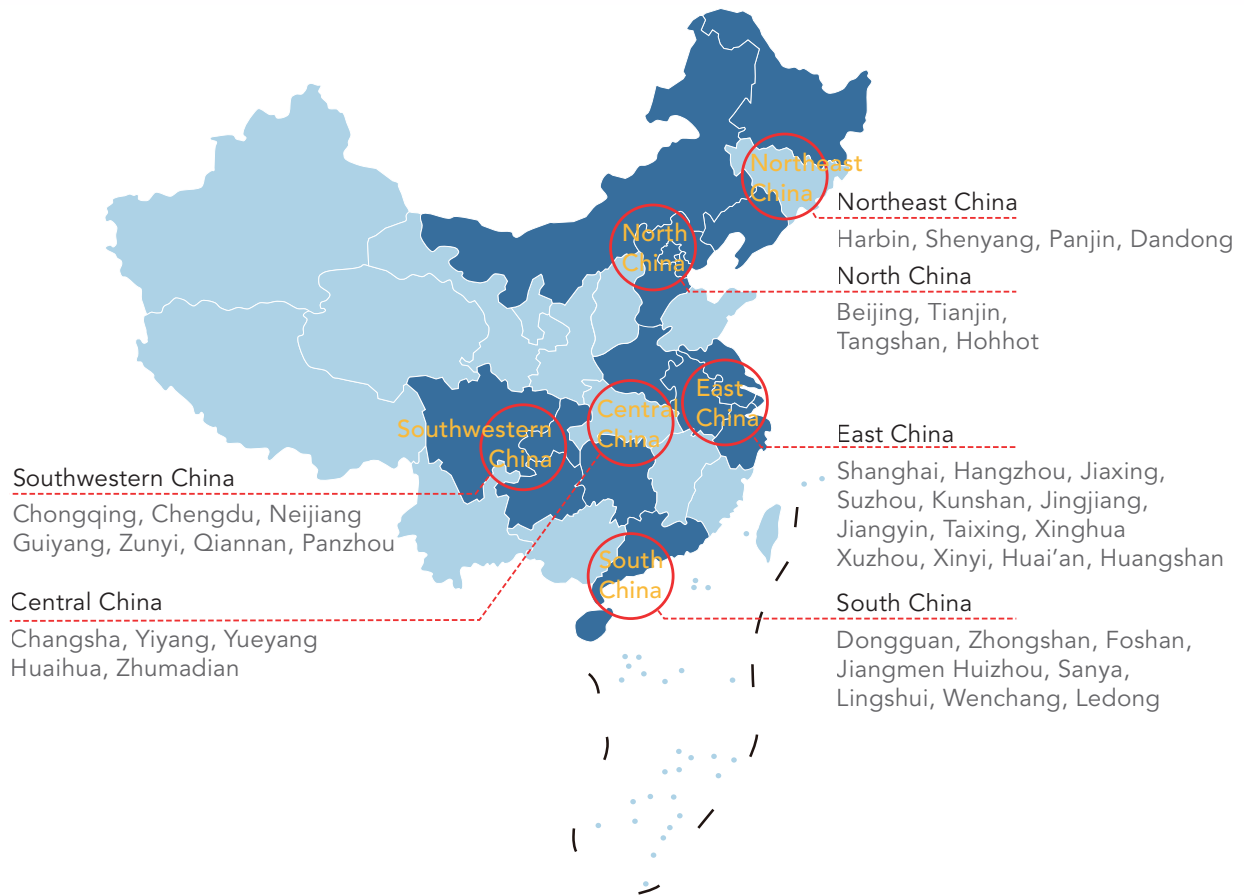 Northeast
China
North
China
East
China
Central
China
Southwestern
China
South
China
Northeast China
Harbin, Shenyang, Panjin, Dandong
North China
Beijing, Tianjin,
Tangshan, Hohhot
East China
Shanghai, Hangzhou, Jiaxing,
Suzhou, Kunshan, Jingjiang,
Jiangyin, Taixing, Xinghua
Xuzhou, Xinyi, Huai’an, Huangshan
South China
Dongguan, Zhongshan, Foshan,
Jiangmen Huizhou, Sanya,
Lingshui, Wenchang, Ledong
Southwestern China
Chongqing, Chengdu, Neijiang
Guiyang, Zunyi, Qiannan, Panzhou
Central China
Changsha, Yiyang, Yueyang
Huaihua, Zhumadian